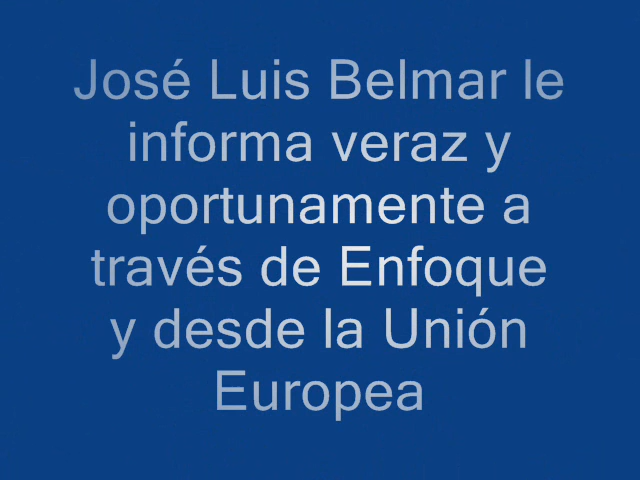 José Luis Belmar le
informa veraz y
oportunamente a
través de Enfoque
y desde la Unión
Europea